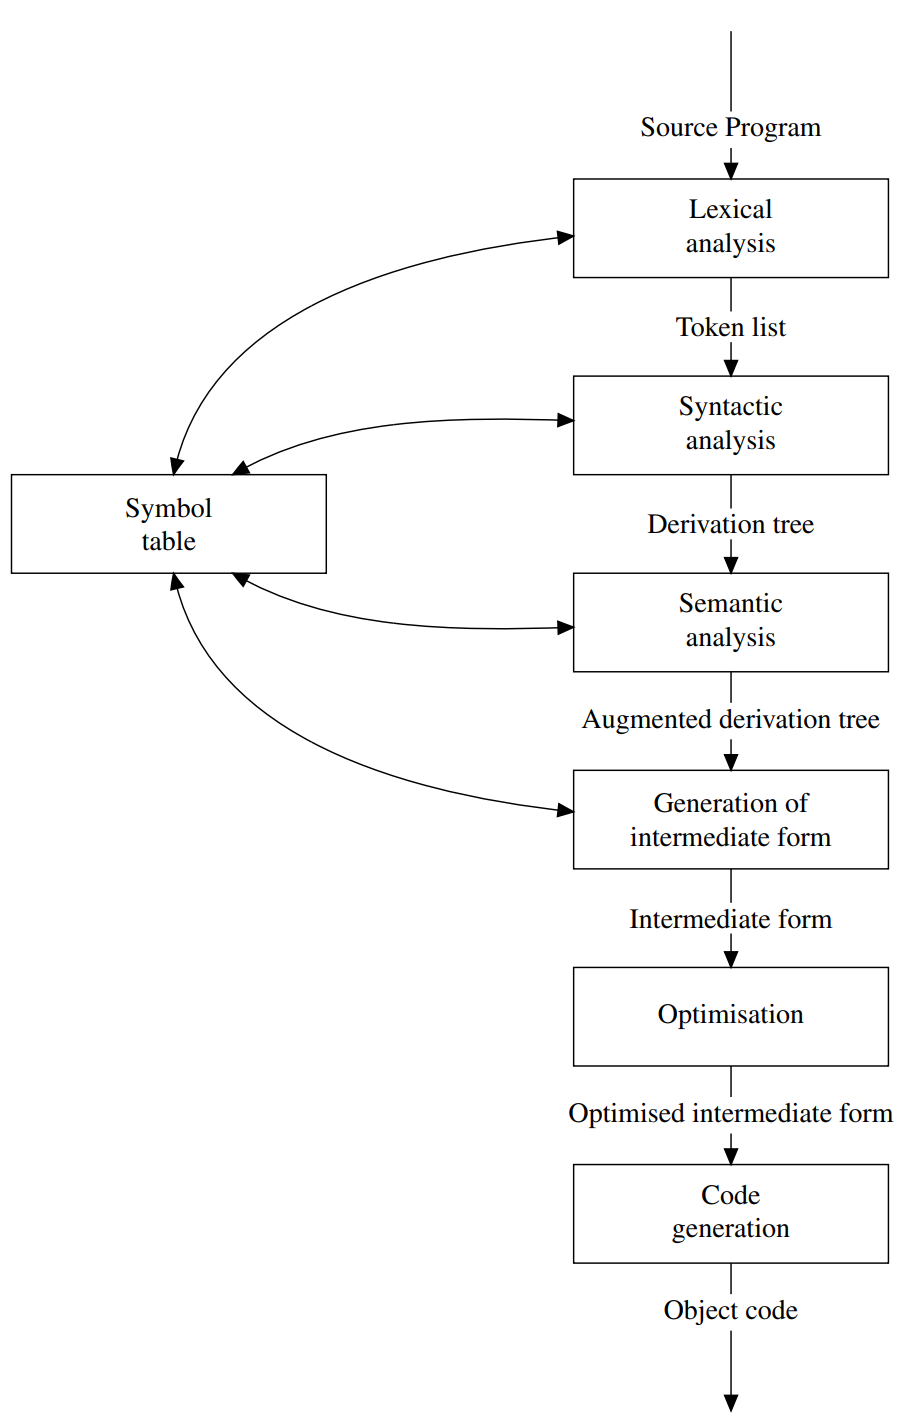 Source Program
Lexical
analysis
Token list
Syntactic
analysis
Symbol
table
Derivation tree
Semantic
analysis
Augmented derivation tree
Generation of
intermediate form
Intermediate form
Optimisation
Optimised intermediate form
Code
generation
Object code